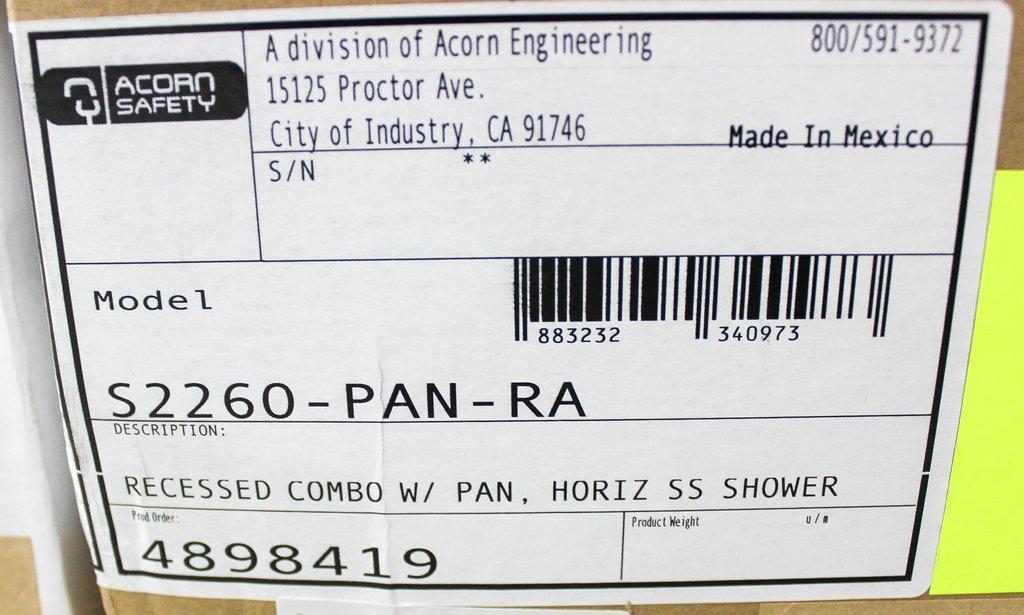 ACORN
SAFETY
A division of Acorn Engineering
800/591-9372
15125 Proctor Ave.
City of Industry, CA 91746
Made In Mexico
S/N
**
Model
883232
340973
S2260-PAN-RA
DESCRIPTION:
RECESSED COMBO W/ PAN, HORIZ SS SHOWER
Prod Order:
4898419
Product Weight
u/m